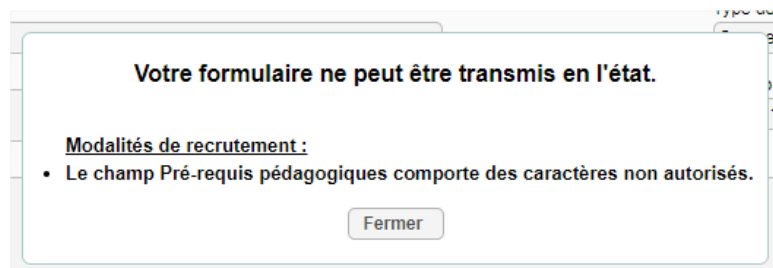 Votre formulaire ne peut être transmis en l'état.
Modalités de recrutement :
• Le champ Pré-requis pédagogiques comporte des caractères non autorisés.
Fermer